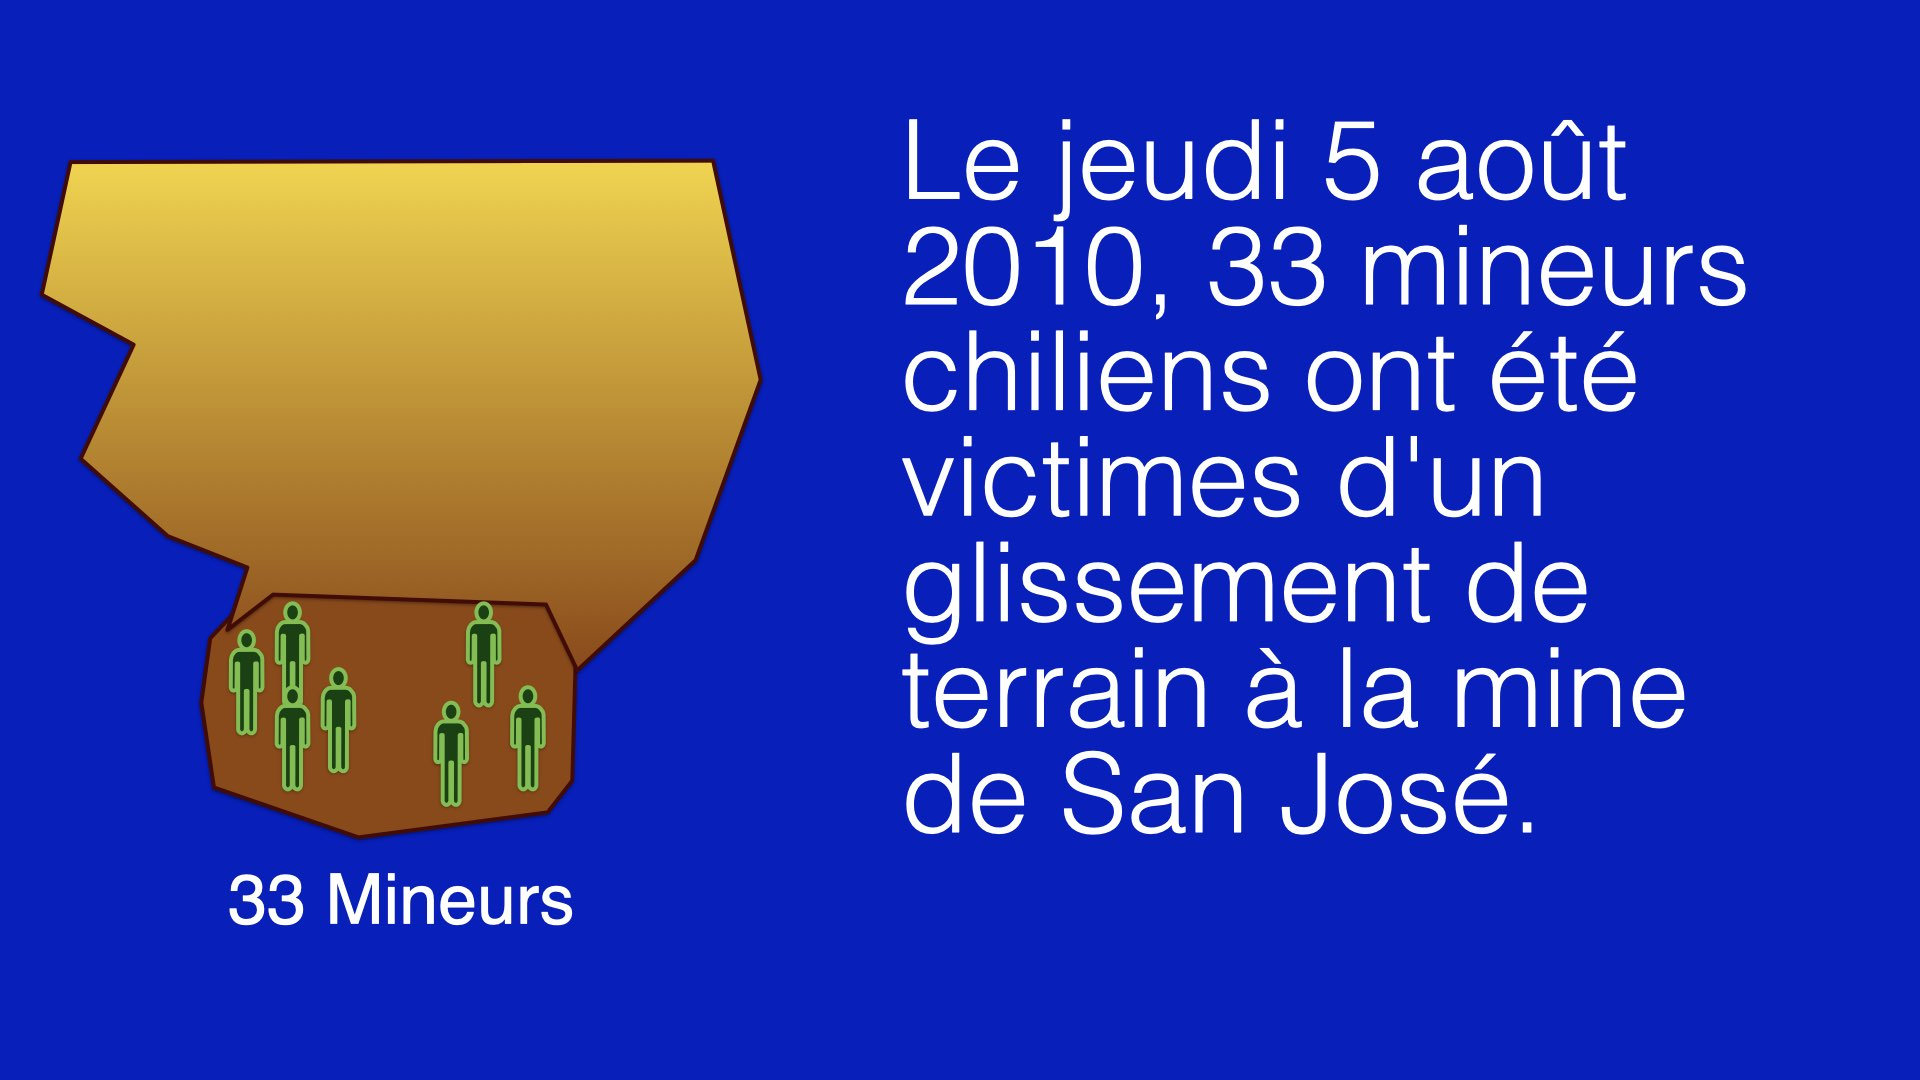 Le jeudi 5 août
2010, 33 mineurs
chiliens ont été
victimes d'un
glissement de
terrain à la mine
de San José.
33 Mineurs